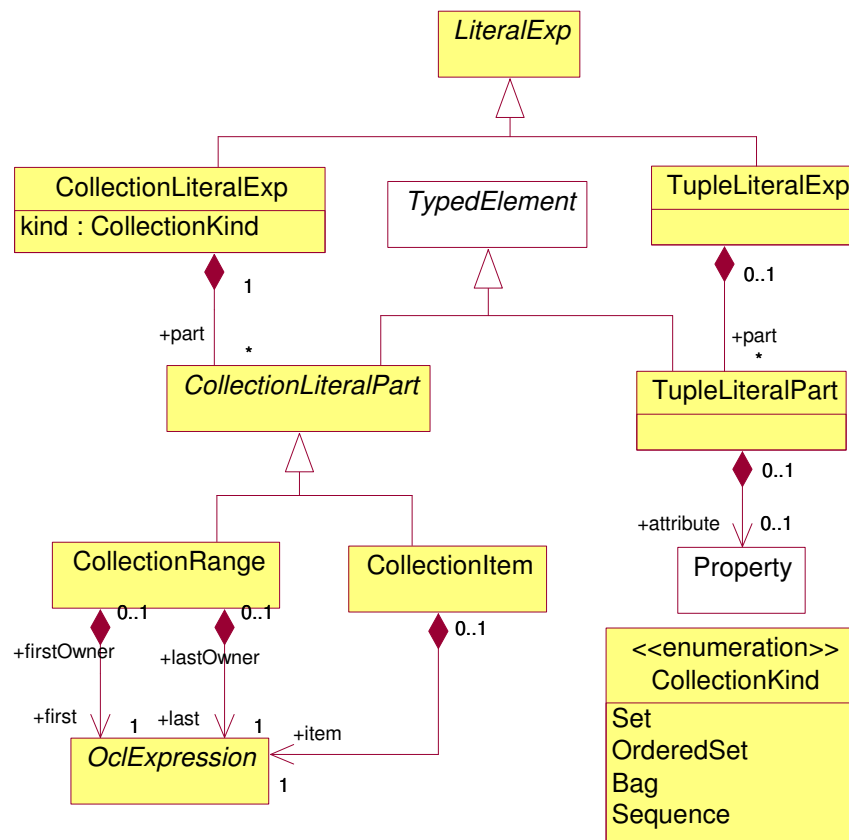 LiteralExp
CollectionLiteralExp
kind : CollectionKind
TypedElement
TupleLiteralExp
1
0..1
+part
*
+part
*
CollectionLiteralPart
TupleLiteralPart
0..1
+attribute
0..1
CollectionRange
CollectionItem
Property
0..1
0..1
0..1
+firstOwner
+lastOwner
+first
1
+last
1
+item
OclExpression
1
<<enumeration>>
CollectionKind
Set
OrderedSet
Bag
Sequence